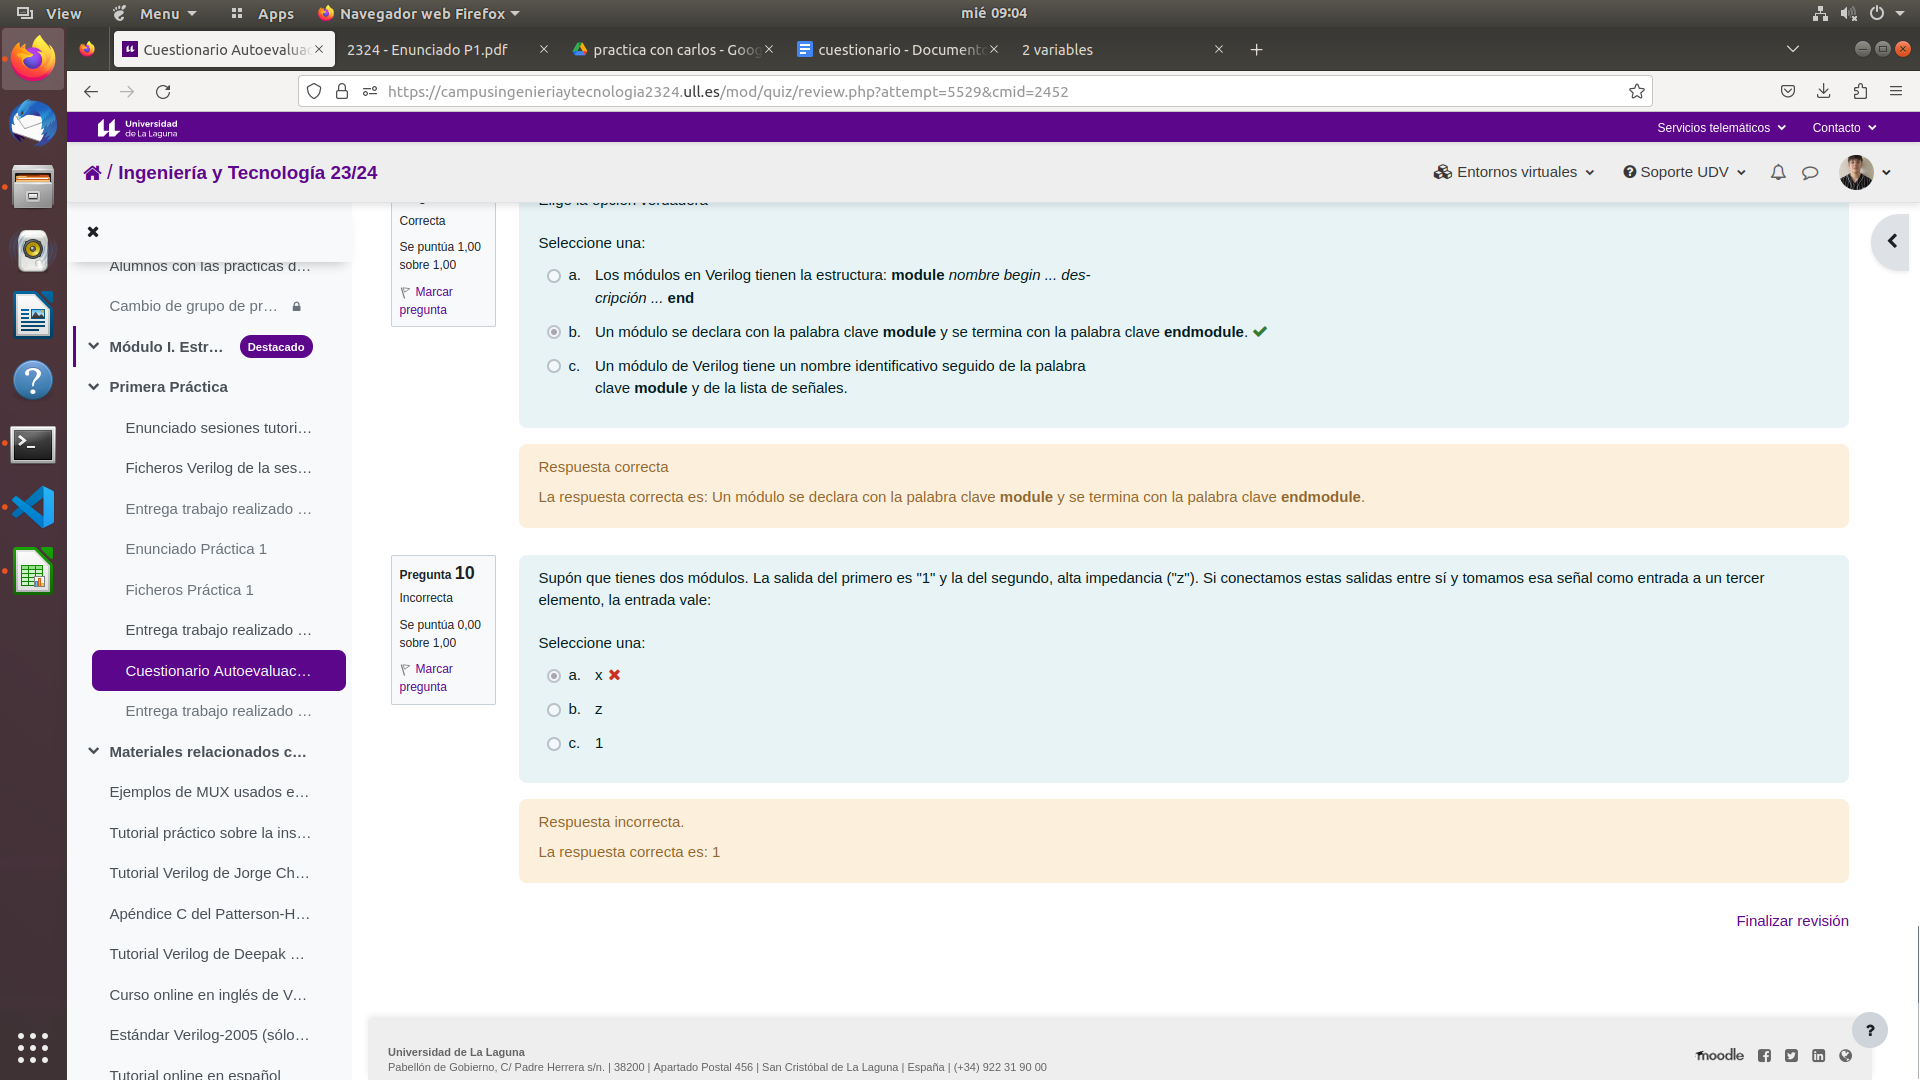 View
Menu
Apps
Navegador web Firefox
mié 09:04
Cuestionario Autoevaluac
2324 - Enunciado P1.pdf
practica con carlos - Goog
cuestionario - Document
2 variables
https://campusingenieriaytecnologia2324.ull.es/mod/quiz/review.php?attempt=5529&cmid=2452
Universidad
de La Laguna
Servicios telemáticos
Contacto
/ Ingeniería y Tecnología 23/24
Entornos virtuales
Soporte UDV
Alumnos con las prácticas d...
Cambio de grupo de pr...
Módulo I. Estr...
Destacado
Primera Práctica
Enunciado sesiones tutori...
Ficheros Verilog de la ses...
Entrega trabajo realizado ...
Enunciado Práctica 1
Ficheros Práctica 1
Entrega trabajo realizado ...
Cuestionario Autoevaluac...
Entrega trabajo realizado ...
Materiales relacionados c...
Ejemplos de MUX usados e...
Tutorial práctico sobre la ins...
Tutorial Verilog de Jorge Ch...
Apéndice C del Patterson-H...
Tutorial Verilog de Deepak ...
Curso online en inglés de V...
Estándar Verilog-2005 (sólo...
Tutorial online en español
Correcta
Se puntúa 1,00
sobre 1,00
Marcar
pregunta
Elige la opción verdadera
Seleccione una:
a. Los módulos en Verilog tienen la estructura: module nombre begin ... des-
cripción ... end
b. Un módulo se declara con la palabra clave module y se termina con la palabra clave endmodule.
c. Un módulo de Verilog tiene un nombre identificativo seguido de la palabra
clave module y de la lista de señales.
Respuesta correcta
La respuesta correcta es: Un módulo se declara con la palabra clave module y se termina con la palabra clave endmodule.
Pregunta 10
Incorrecta
Se puntúa 0,00
sobre 1,00
Marcar
pregunta
Supón que tienes dos módulos. La salida del primero es "1" y la del segundo, alta impedancia ("z"). Si conectamos estas salidas entre sí y tomamos esa señal como entrada a un tercer
elemento, la entrada vale:
Seleccione una:
a. x
b. z
c. 1
Respuesta incorrecta.
La respuesta correcta es: 1
Finalizar revisión
Universidad de La Laguna
Pabellón de Gobierno, C/ Padre Herrera s/n. | 38200 | Apartado Postal 456 | San Cristóbal de La Laguna | España | (+34) 922 31 90 00
moodle
?